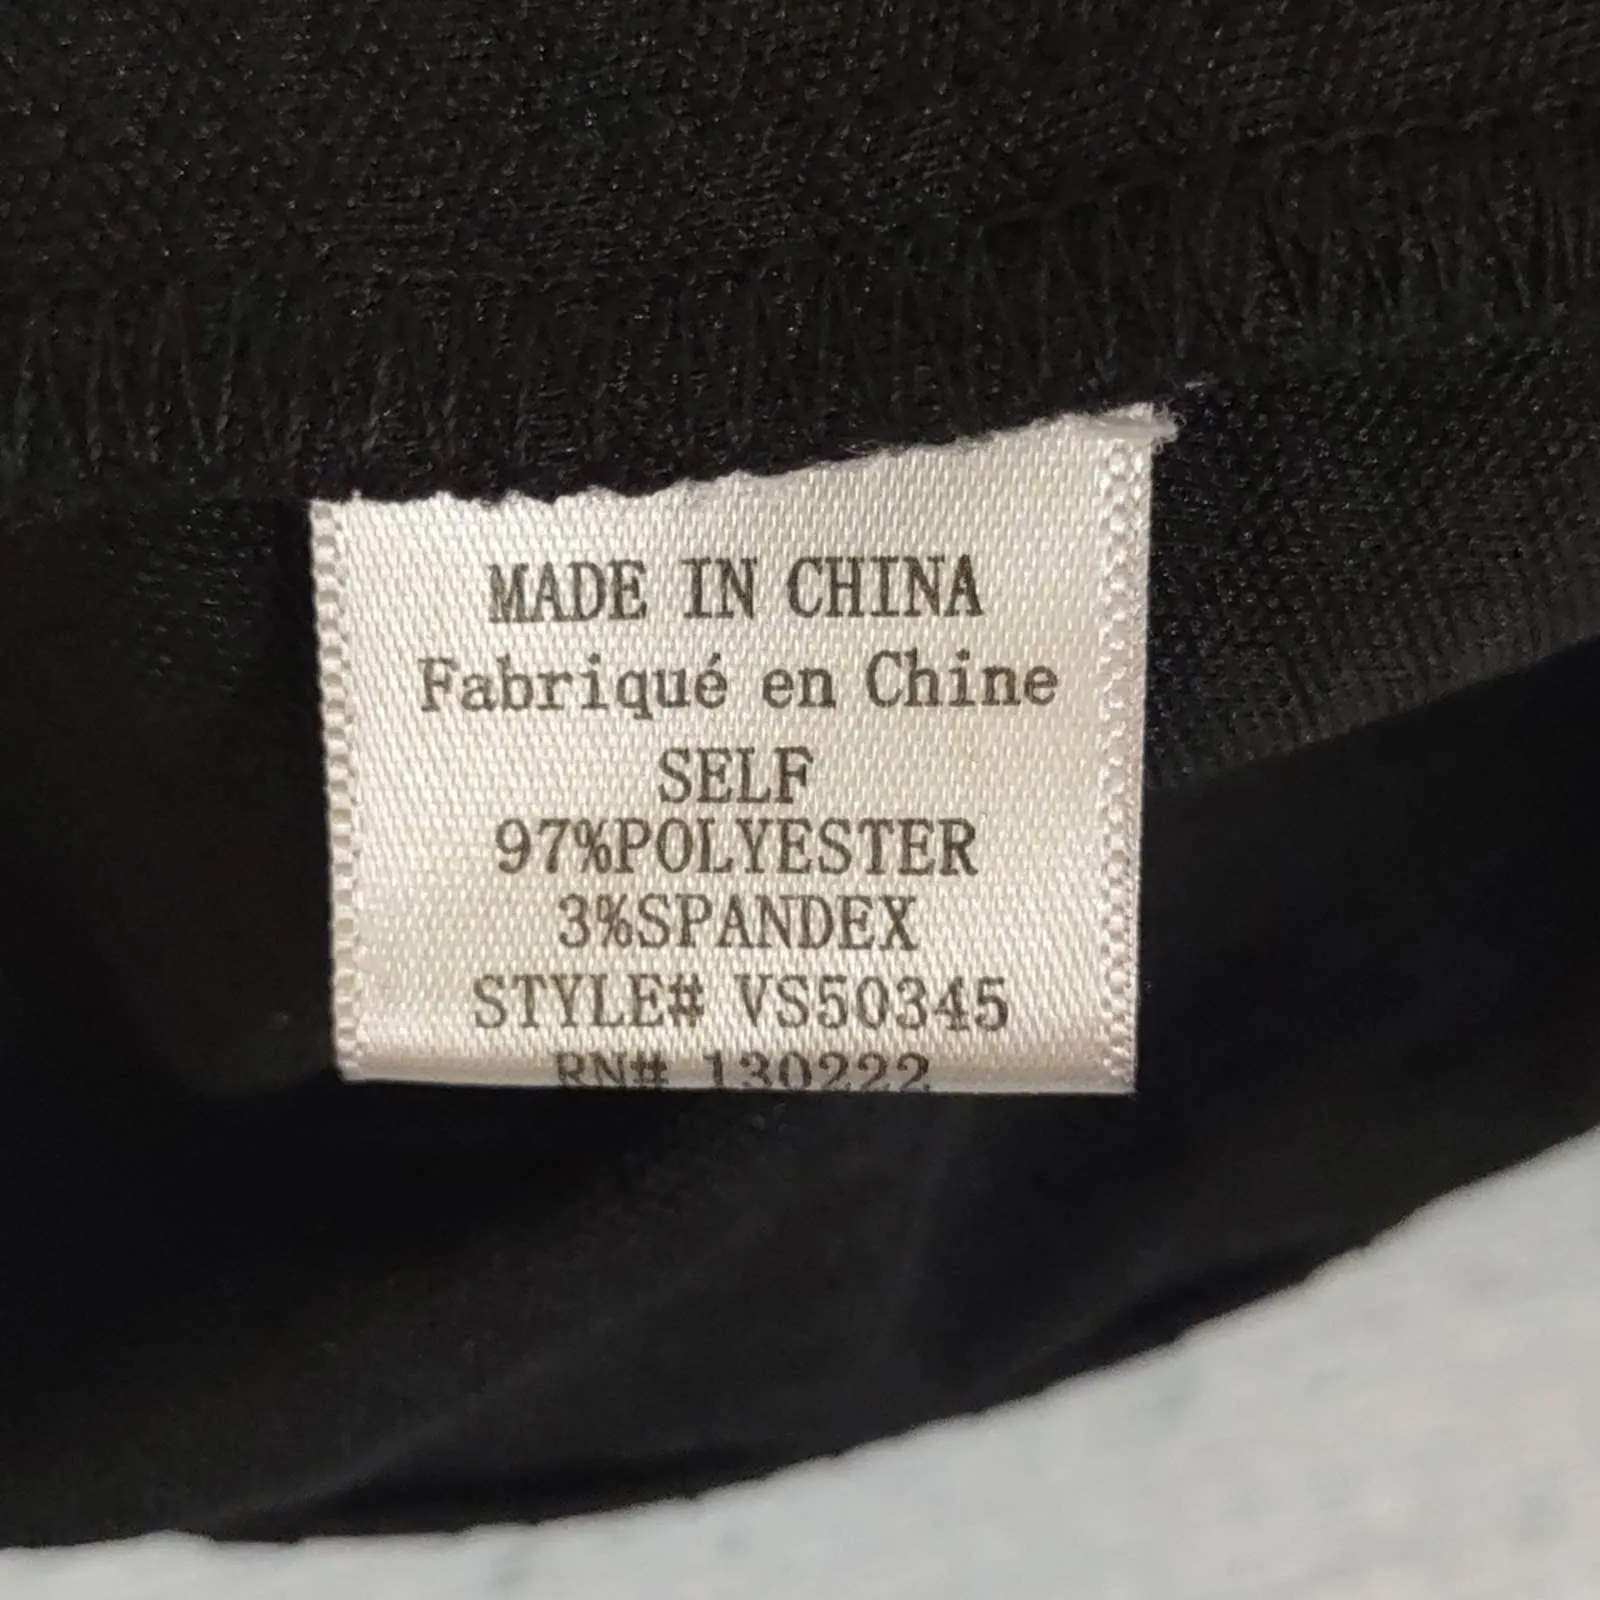 MADE IN CHINA
Fabriqué en Chine
SELF
97%POLYESTER
3%SPANDEX
STYLE# VS50345
RN# 130222